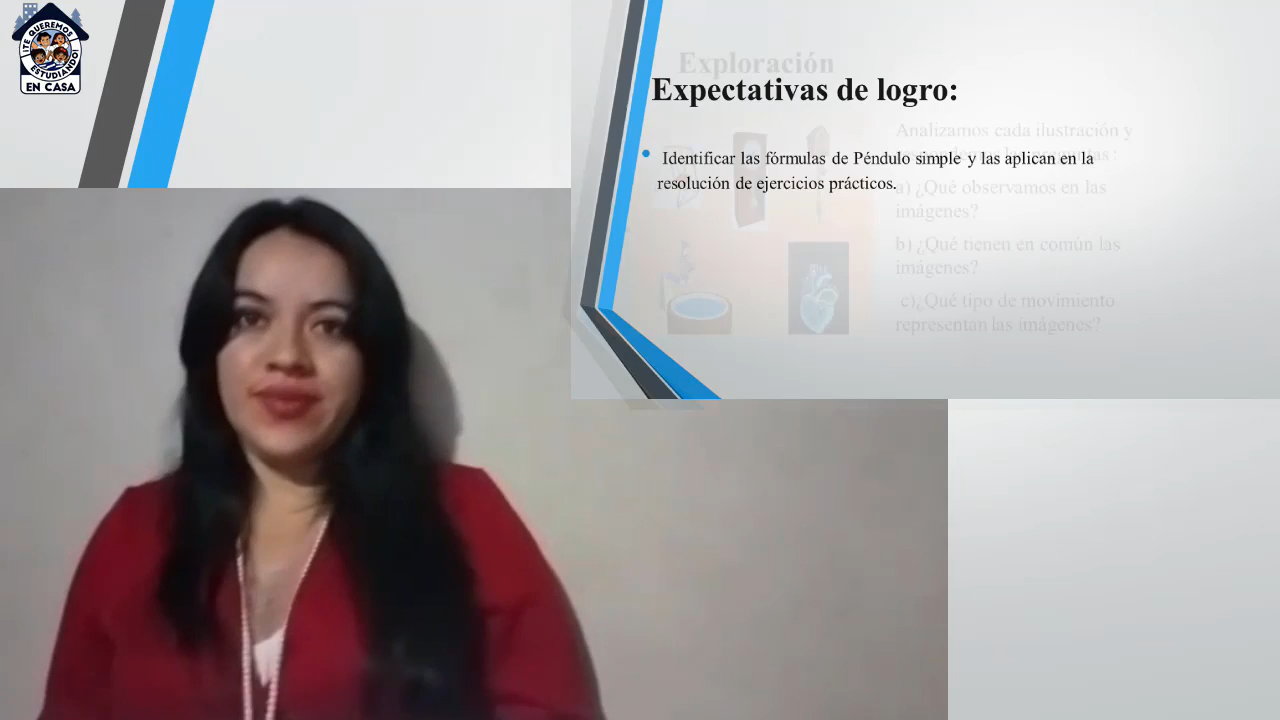 ¡TE QUEREMOS
ESTUDIANDO!
EN CASA
Exploración
Expectativas de logro:
Analizamos cada ilustración y
Identificar las fórmulas de Péndulo simple y las aplican en la
resolución de ejercicios prácticos.
a) ¿Qué observamos en las
imágenes?
b) ¿Qué tienen en común las
imágenes?
c)¿Qué tipo de movimiento
representan las imágenes?